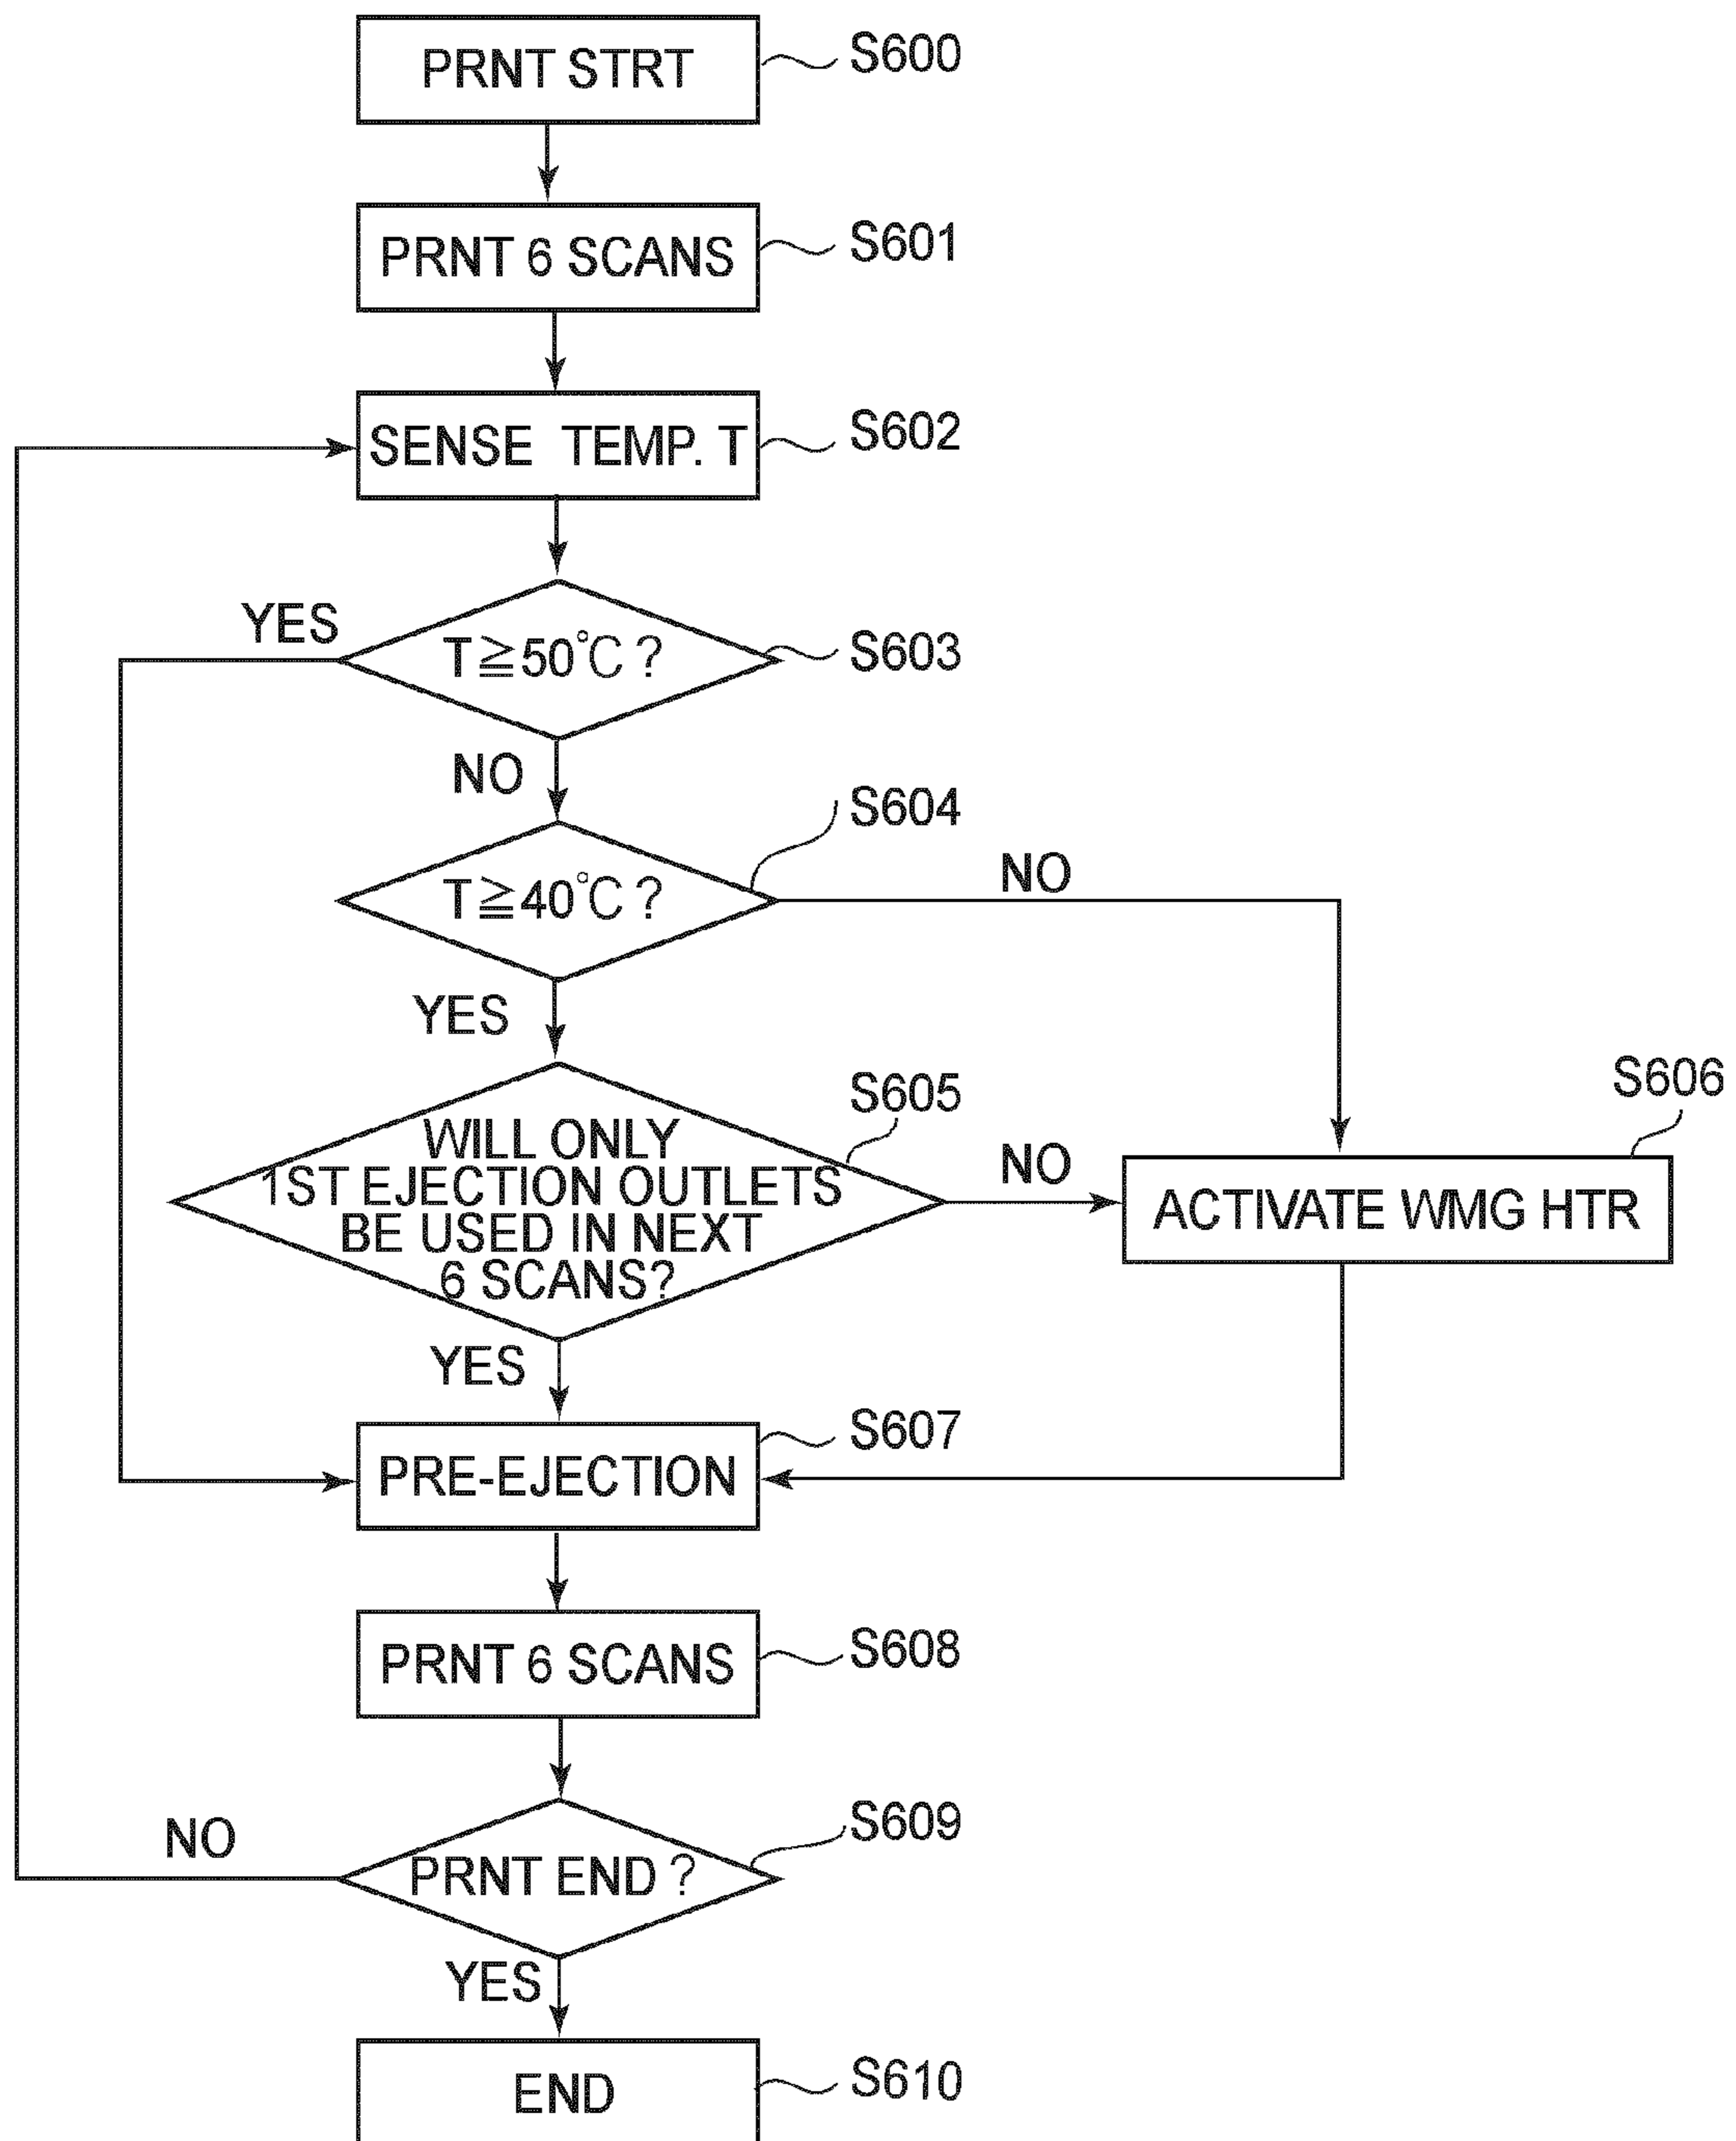 PRNT STRT
S600
PRNT 6 SCANS
S601
SENSE TEMP. T
S602
YES
T≧50°C ?
S603
NO
S604
T≧40°C ?
NO
YES
S605
S606
WILL ONLY
1ST EJECTION OUTLETS
BE USED IN NEXT
6 SCANS?
NO
ACTIVATE WMG HTR
YES
S607
PRE-EJECTION
PRNT 6 SCANS
S608
S609
NO
PRNT END ?
YES
END
S610